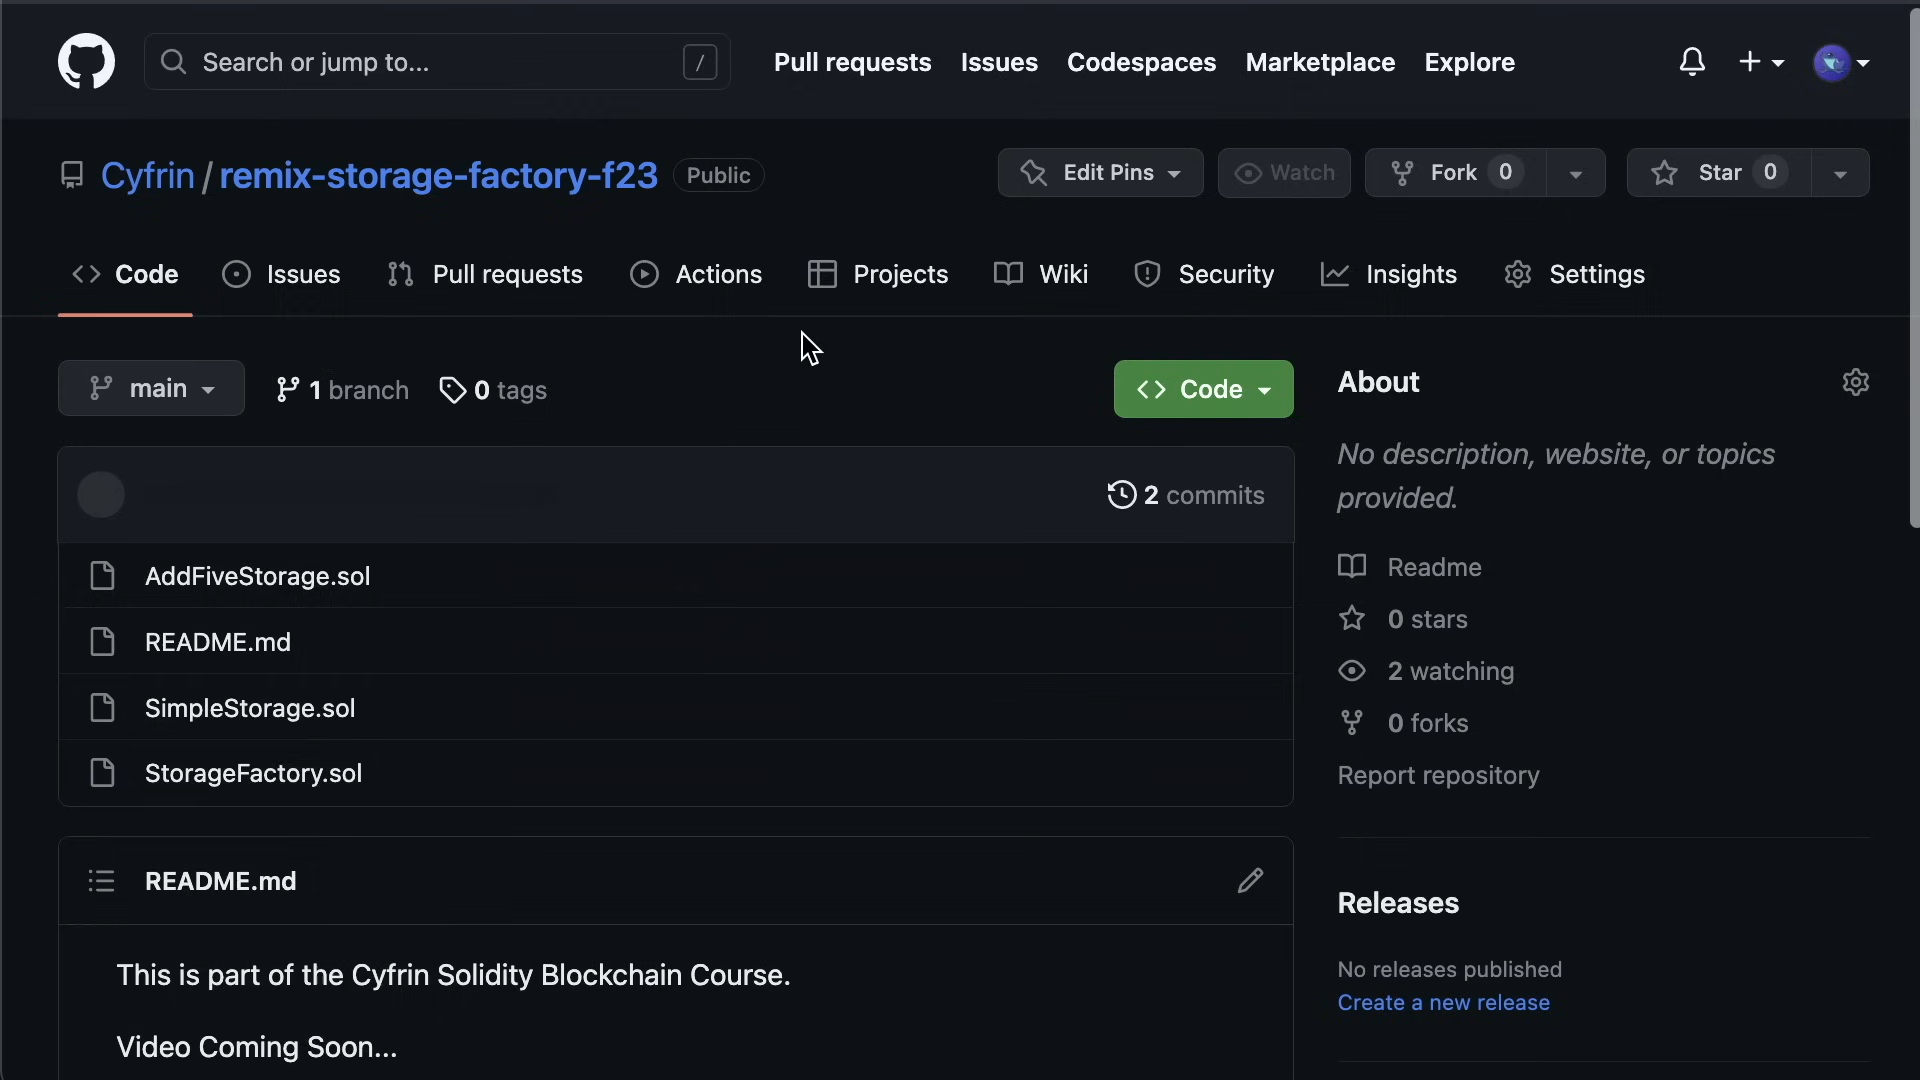 Search or jump to... /
Pull requests Issues Codespaces Marketplace Explore
Cyfrin / remix-storage-factory-f23 Public
Edit Pins Watch Fork 0 Star 0
Code Issues Pull requests Actions Projects Wiki Security Insights Settings
main 1 branch 0 tags Code
2 commits
AddFiveStorage.sol
README.md
SimpleStorage.sol
StorageFactory.sol
README.md
This is part of the Cyfrin Solidity Blockchain Course.
Video Coming Soon...
About
No description, website, or topics
provided.
Readme
0 stars
2 watching
0 forks
Report repository
Releases
No releases published
Create a new release